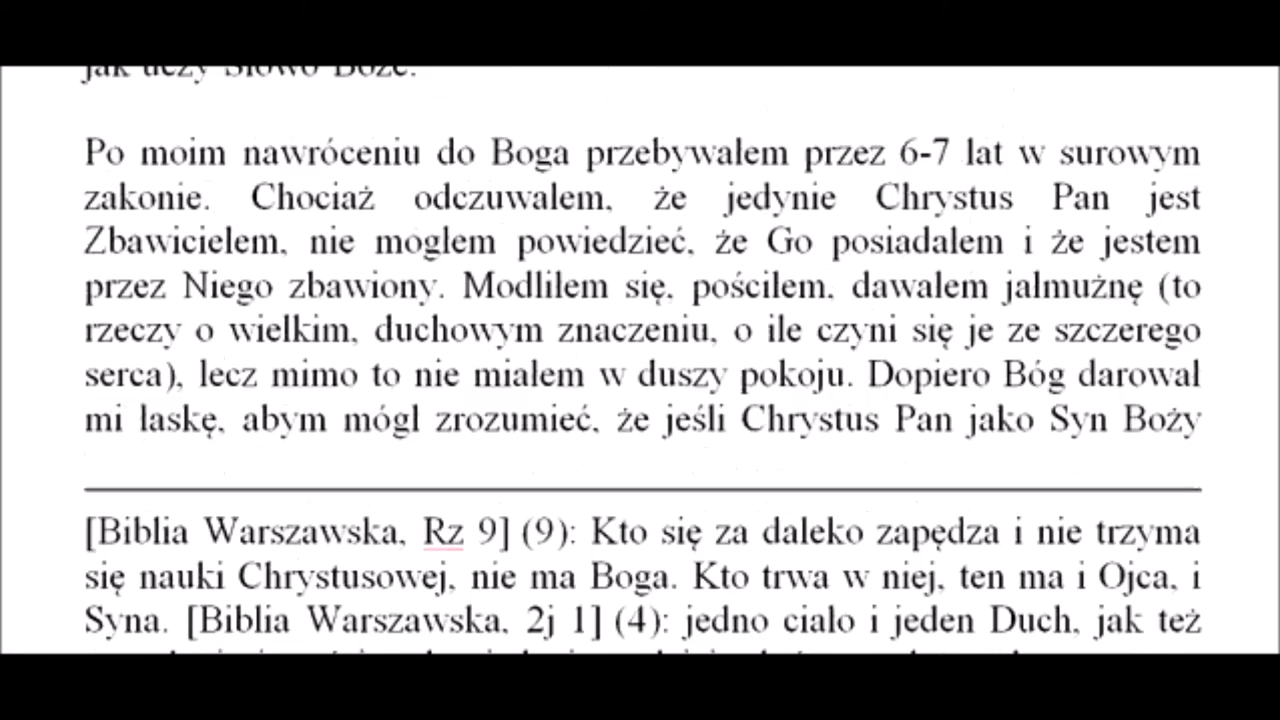 jak uczy Słowo Boże.
Po moim nawróceniu do Boga przebywałem przez 6-7 lat w surowym
zakonie. Chociaż odczuwałem, że jedynie Chrystus Pan jest
Zbawicielem, nie mogłem powiedzieć, że Go posiadałem i że jestem
przez Niego zbawiony. Modliłem się, pościłem, dawałem jałmużnę (to
rzeczy o wielkim, duchowym znaczeniu, o ile czyni się je ze szczerego
serca), lecz mimo to nie miałem w duszy pokoju. Dopiero Bóg darował
mi łaskę, abym mógł zrozumieć, że jeśli Chrystus Pan jako Syn Boży
[Biblia Warszawska, Rz 9] (9): Kto się za daleko zapędza i nie trzyma
się nauki Chrystusowej, nie ma Boga. Kto trwa w niej, ten ma i Ojca, i
Syna. [Biblia Warszawska, 2j 1] (4): jedno ciało i jeden Duch, jak też